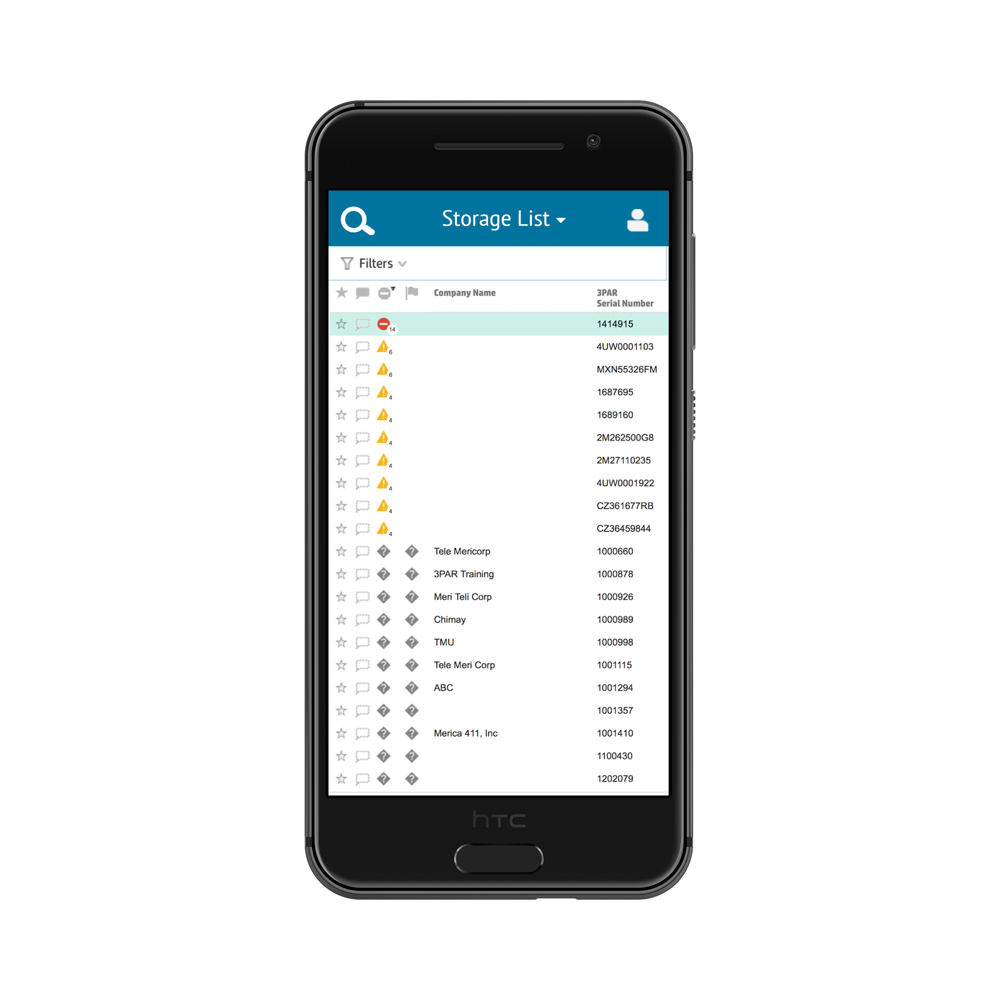 Storage List
Filters
Company Name
3PAR
Serial Number
14 1414915
6 4UW0001103
6 MXN55326FM
4 1687695
4 1689160
4 2M262500G8
4 2M27110235
4 4UW0001922
4 CZ361677RB
4 CZ36459844
? ? Tele Mericorp 1000660
? ? 3PAR Training 1000878
? ? Meri Teli Corp 1000926
? ? Chimay 1000989
? ? TMU 1000998
? ? Tele Meri Corp 1001115
? ? ABC 1001294
? ? 1001357
? ? Merica 411, Inc 1001410
? ? 1100430
? ? 1202079
hTC